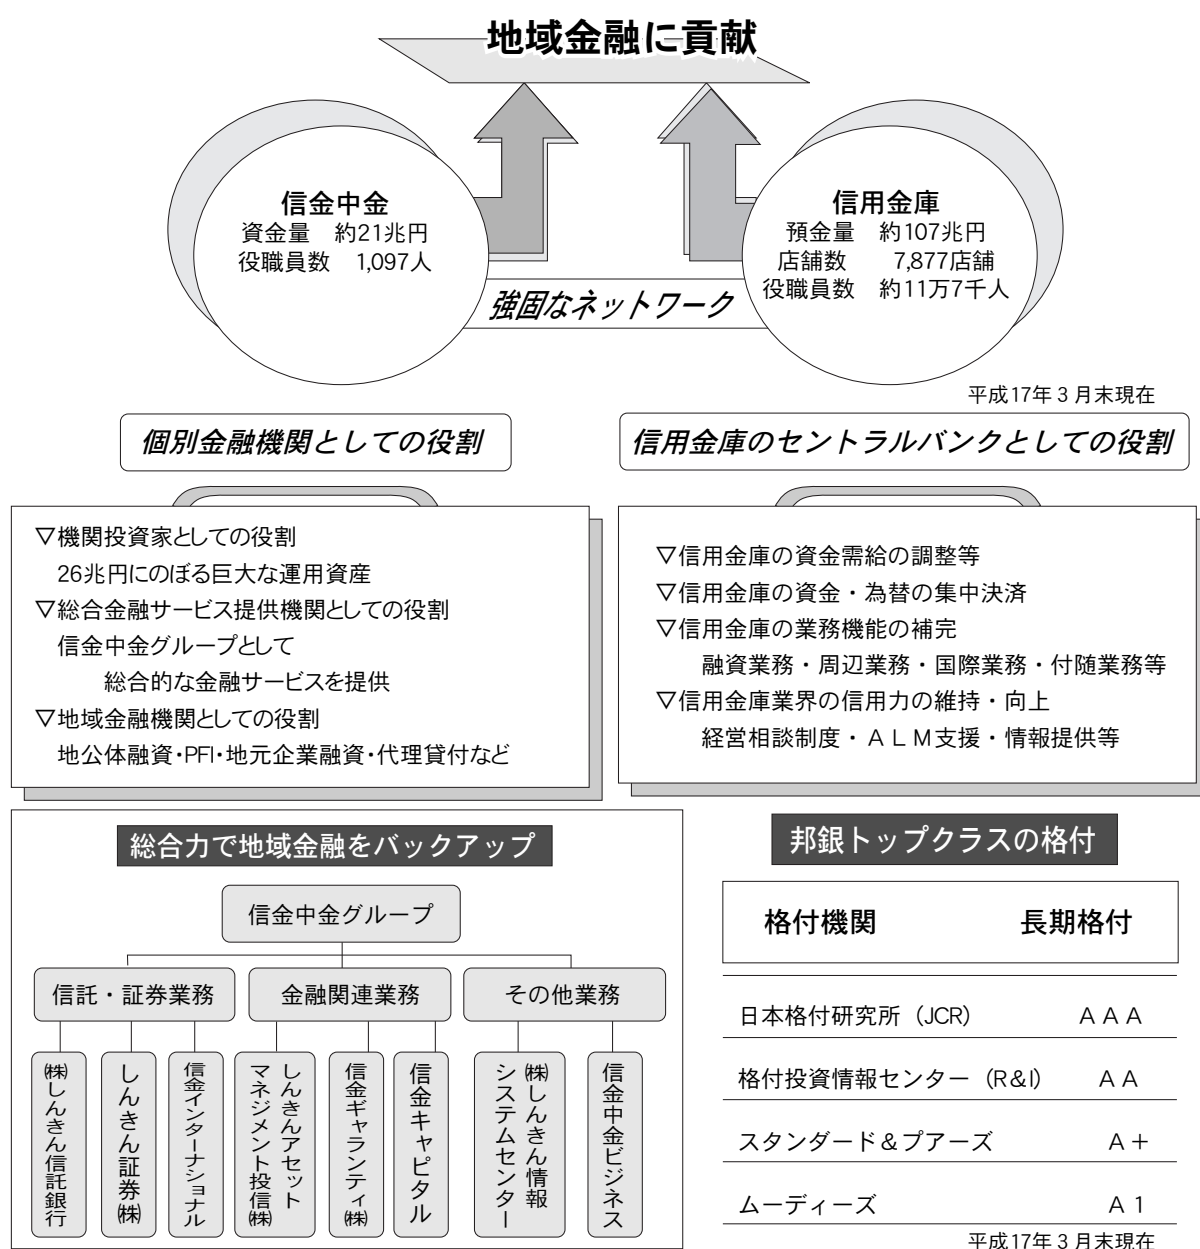 地域金融に貢献
信金中金
資金量 約21兆円
役職員数 1,097人
信用金庫
預金量 約107兆円
店舗数 7,877店舗
役職員数 約11万7千人
強固なネットワーク
平成17年3月末現在
個別金融機関としての役割
▽機関投資家としての役割
26兆円にのぼる巨大な運用資産
▽総合金融サービス提供機関としての役割
信金中金グループとして
総合的な金融サービスを提供
▽地域金融機関としての役割
地公体融資・PFI・地元企業融資・代理貸付など
信用金庫のセントラルバンクとしての役割
▽信用金庫の資金需給の調整等
▽信用金庫の資金・為替の集中決済
▽信用金庫の業務機能の補完
融資業務・周辺業務・国際業務・付随業務等
▽信用金庫業界の信用力の維持・向上
経営相談制度・ALM支援・情報提供等
総合力で地域金融をバックアップ
信金中金グループ
信託・証券業務
金融関連業務
その他業務
㈱しんきん信託銀行
しんきん証券㈱
信金インターナショナル
しんきんアセット
マネジメント投信㈱
信金ギャランティ㈱
信金キャピタル
㈱しんきん情報
システムセンター
信金中金ビジネス
邦銀トップクラスの格付
格付機関 長期格付
日本格付研究所(JCR) AAA
格付投資情報センター(R&I) AA
スタンダード&プアーズ A+
ムーディーズ A1
平成17年3月末現在